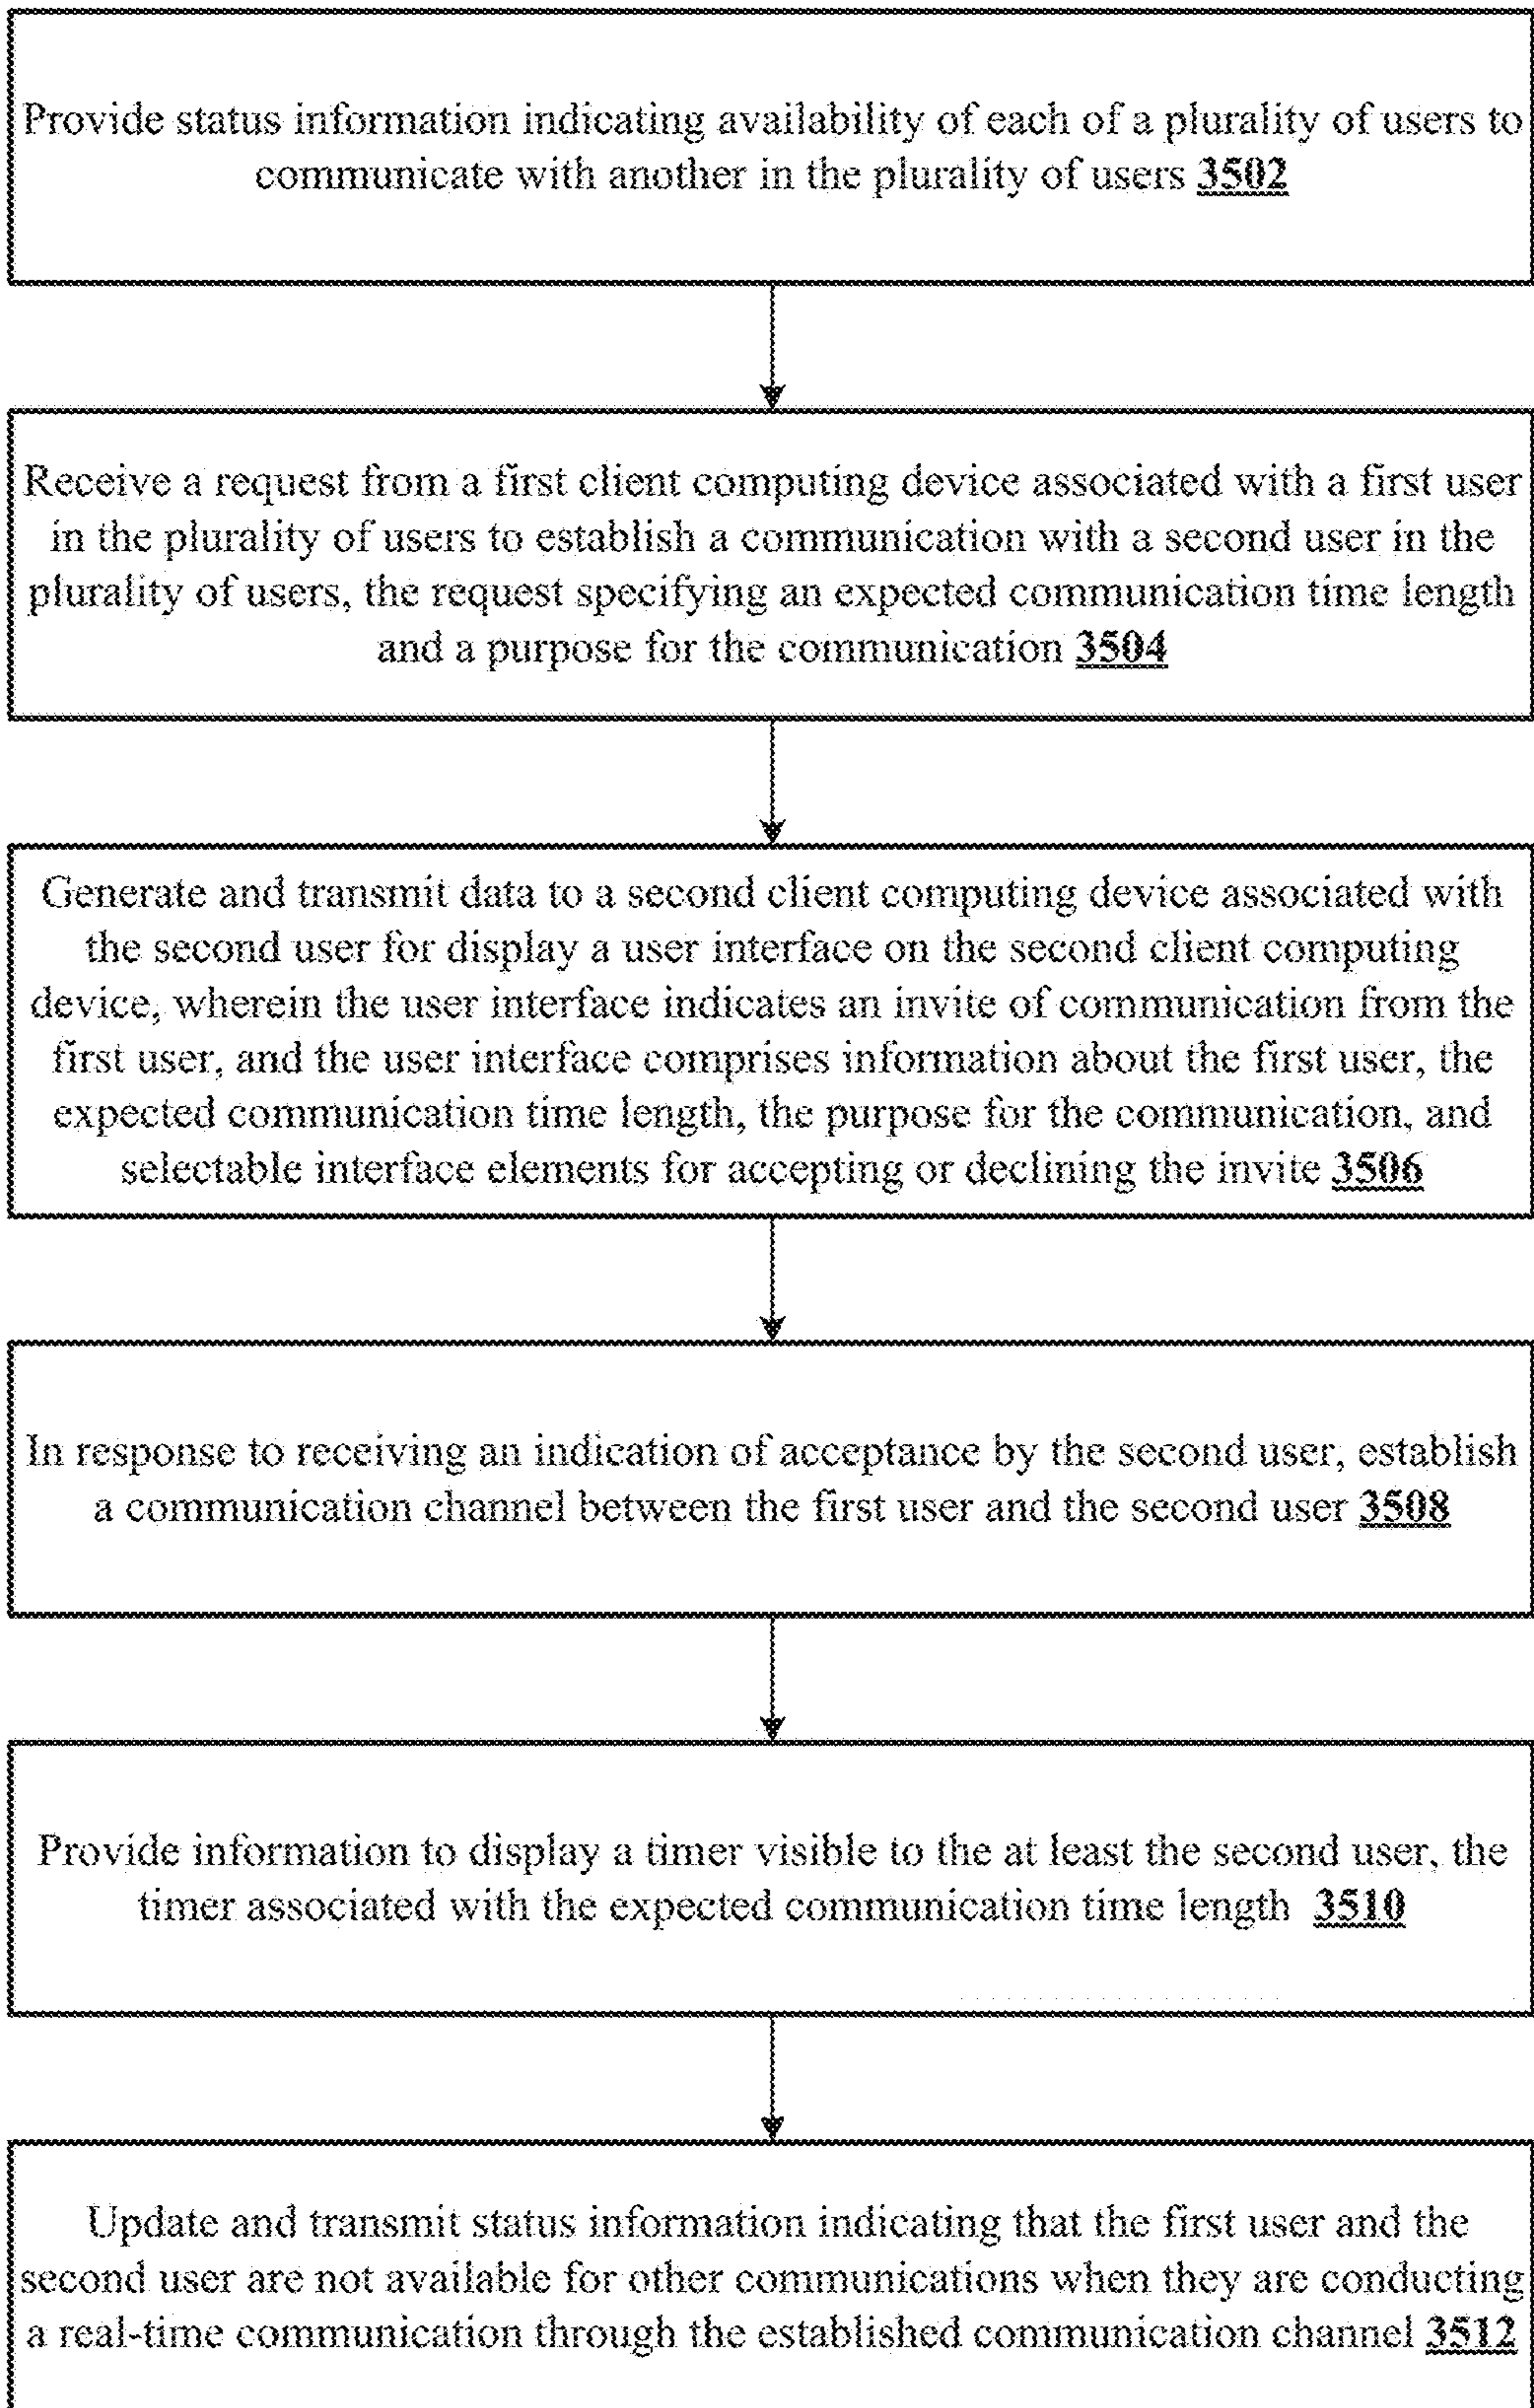 Provide status information indicating availability of each of a plurality of users to
communicate with another in the plurality of users 3502
Receive a request from a first client computing device associated with a first user
in the plurality of users to establish a communication with a second user in the
plurality of users, the request specifying an expected communication time length
and a purpose for the communication 3504
Generate and transmit data to a second client computing device associated with
the second user for display a user interface on the second client computing
device, wherein the user interface indicates an invite of communication from the
first user, and the user interface comprises information about the first user, the
expected communication time length, the purpose for the communication, and
selectable interface elements for accepting or declining the invite 3506
In response to receiving an indication of acceptance by the second user, establish
a communication channel between the first user and the second user 3508
Provide information to display a timer visible to the at least the second user, the
timer associated with the expected communication time length 3510
Update and transmit status information indicating that the first user and the
second user are not available for other communications when they are conducting
a real-time communication through the established communication channel 3512